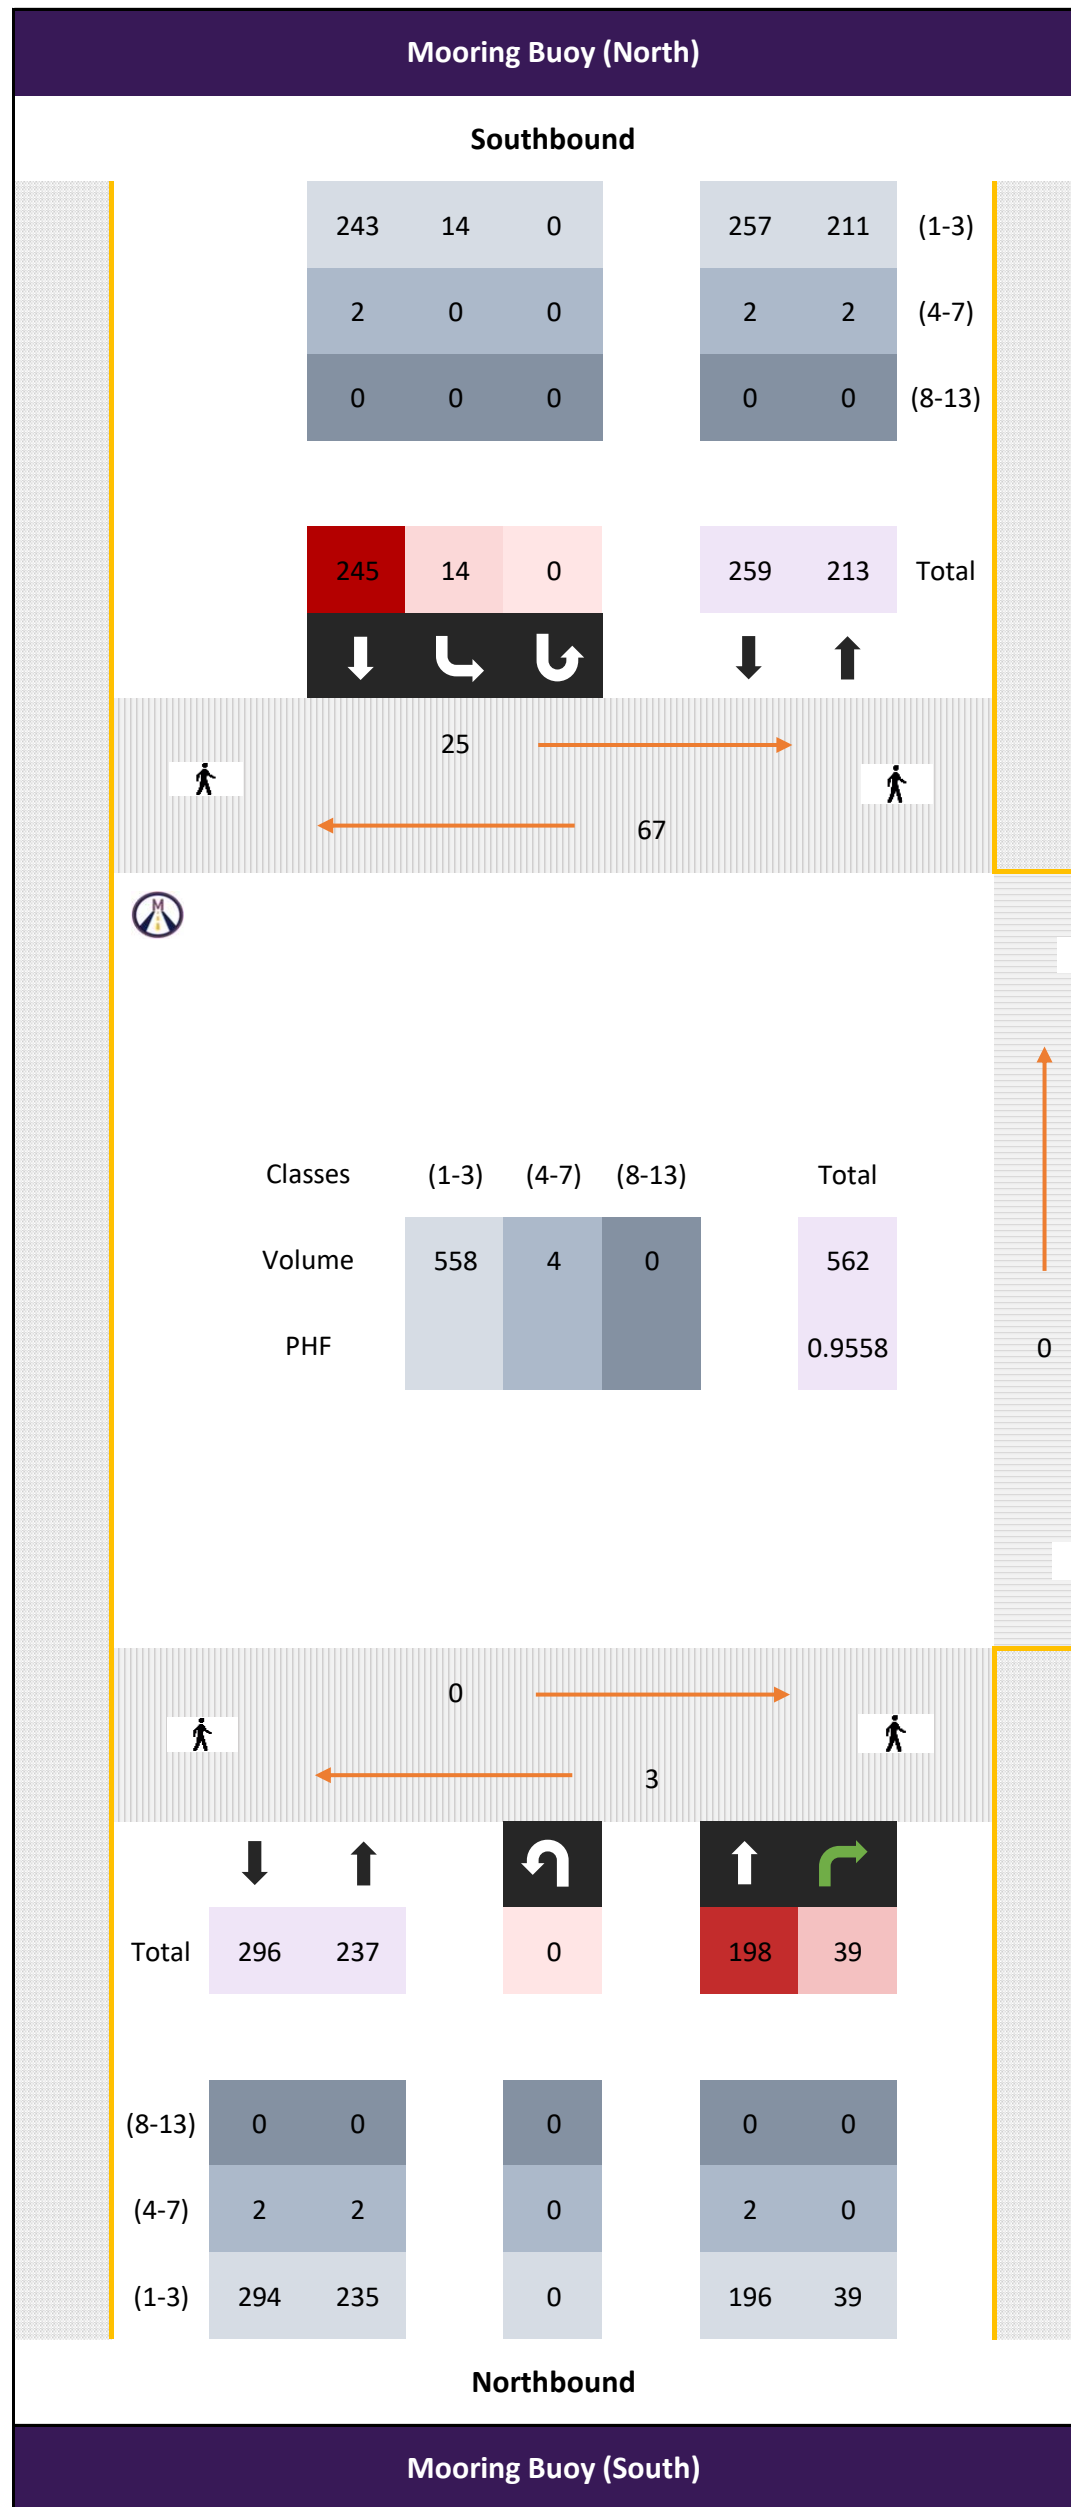 Mooring Buoy (North)
Southbound
243 14 0 257 211 (1-3)
2 0 0 2 2 (4-7)
0 0 0 0 0 (8-13)
245 14 0 259 213 Total
25
67
M
Classes (1-3) (4-7) (8-13) Total
Volume 558 4 0 562
PHF 0.9558 0
0
3
Total 296 237 0 198 39
(8-13) 0 0 0 0 0
(4-7) 2 2 0 2 0
(1-3) 294 235 0 196 39
Northbound
Mooring Buoy (South)